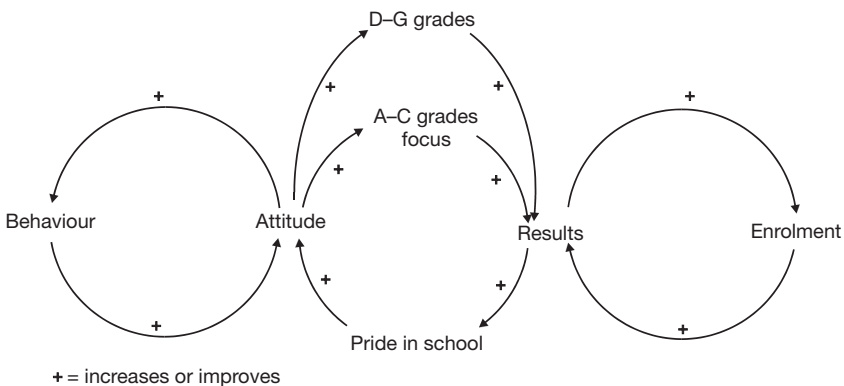 D–G grades
+
+
+
+
A–C grades
focus
+
+
Behaviour
Attitude
Results
Enrolment
+
+
+
+
Pride in school
+ = increases or improves